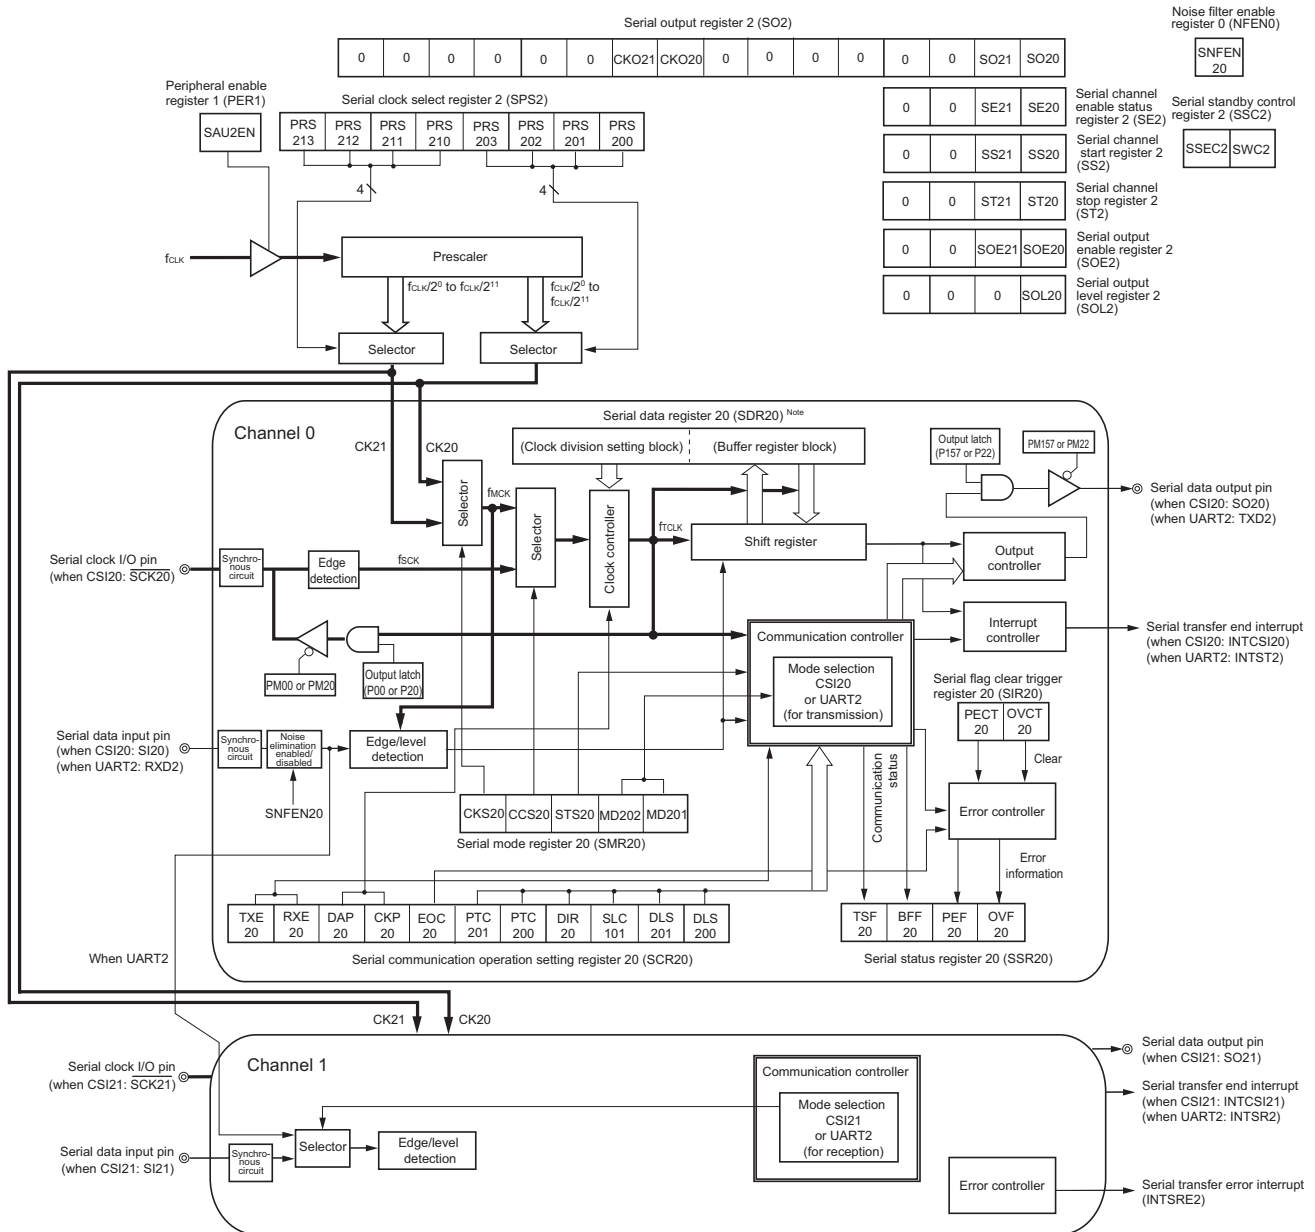 Serial output register 2 (SO2)
0 0 0 0 0 0 CKO21 CKO20 0 0 0 0 0 0 SO21 SO20
Noise filter enable
register 0 (NFEN0)
SNFEN
20
Peripheral enable
register 1 (PER1)
SAU2EN
Serial clock select register 2 (SPS2)
PRS
213
PRS
212
PRS
211
PRS
210
PRS
203
PRS
202
PRS
201
PRS
200
4
4
0 0 SE21 SE20
Serial channel
enable status
register 2 (SE2)
Serial standby control
register 2 (SSC2)
SSEC2 SWC2
0 0 SS21 SS20
Serial channel
start register 2
(SS2)
0 0 ST21 ST20
Serial channel
stop register 2
(ST2)
0 0 SOE21 SOE20
Serial output
enable register 2
(SOE2)
0 0 0 SOL20
Serial output
level register 2
(SOL2)
fCLK
Prescaler
fCLK/2⁰ to fCLK/2¹¹
fCLK/2⁰ to
fCLK/2¹¹
Selector
Selector
Channel 0
CK21
CK20
Serial data register 20 (SDR20) Note
(Clock division setting block)
(Buffer register block)
Output latch
(P157 or P22)
PM157 or PM22
Serial data output pin
(when CSI20: SO20)
(when UART2: TXD2)
Selector
fMCK
Selector
Clock controller
fTCLK
Shift register
Output
controller
Serial clock I/O pin
(when CSI20: SCK20)
Synchro-
nous
circuit
Edge
detection
fSCK
PM00 or PM20
Output latch
(P00 or P20)
Communication controller
Mode selection
CSI20
or UART2
(for transmission)
Interrupt
controller
Serial transfer end interrupt
(when CSI20: INTCSI20)
(when UART2: INTST2)
Serial flag clear trigger
register 20 (SIR20)
PECT
20
OVCT
20
Clear
Serial data input pin
(when CSI20: SI20)
(when UART2: RXD2)
Synchro-
nous
circuit
Noise
elimination
enabled/
disabled
Edge/level
detection
SNFEN20
CKS20 CCS20 STS20 MD202 MD201
Serial mode register 20 (SMR20)
Communication
status
Error controller
Error
information
TXE
20
RXE
20
DAP
20
CKP
20
EOC
20
PTC
201
PTC
200
DIR
20
SLC
101
DLS
201
DLS
200
Serial communication operation setting register 20 (SCR20)
TSF
20
BFF
20
PEF
20
OVF
20
Serial status register 20 (SSR20)
When UART2
CK21
CK20
Channel 1
Serial clock I/O pin
(when CSI21: SCK21)
Serial data input pin
(when CSI21: SI21)
Synchro-
nous
circuit
Selector
Edge/level
detection
Communication controller
Mode selection
CSI21
or UART2
(for reception)
Error controller
Serial data output pin
(when CSI21: SO21)
Serial transfer end interrupt
(when CSI21: INTCSI21)
(when UART2: INTSR2)
Serial transfer error interrupt
(INTSRE2)